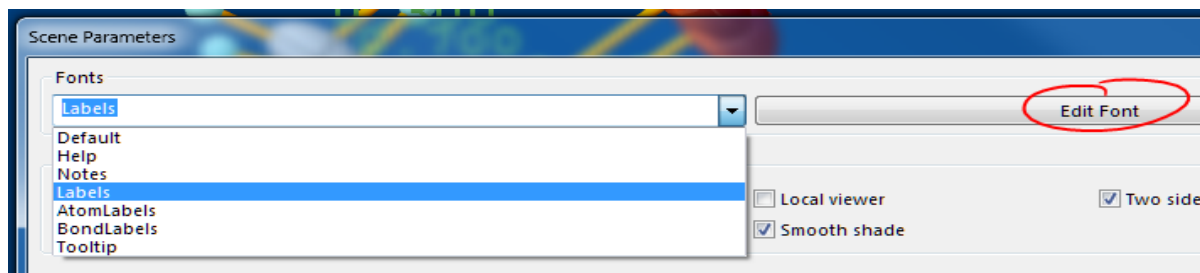 Scene Parameters
Fonts
Labels
Edit Font
Default
Help
Notes
Labels
AtomLabels
BondLabels
Tooltip
Local viewer
Two side
Smooth shade